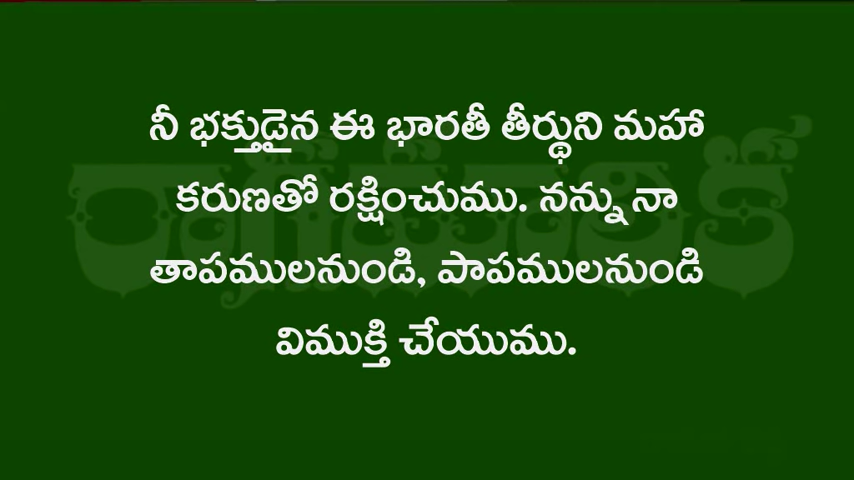 నీ భక్తుడైన ఈ భారతీ తీర్థుని మహా
కరుణతో రక్షించుము. నన్ను నా
తాపములనుండి, పాపములనుండి
విముక్తి చేయుము.